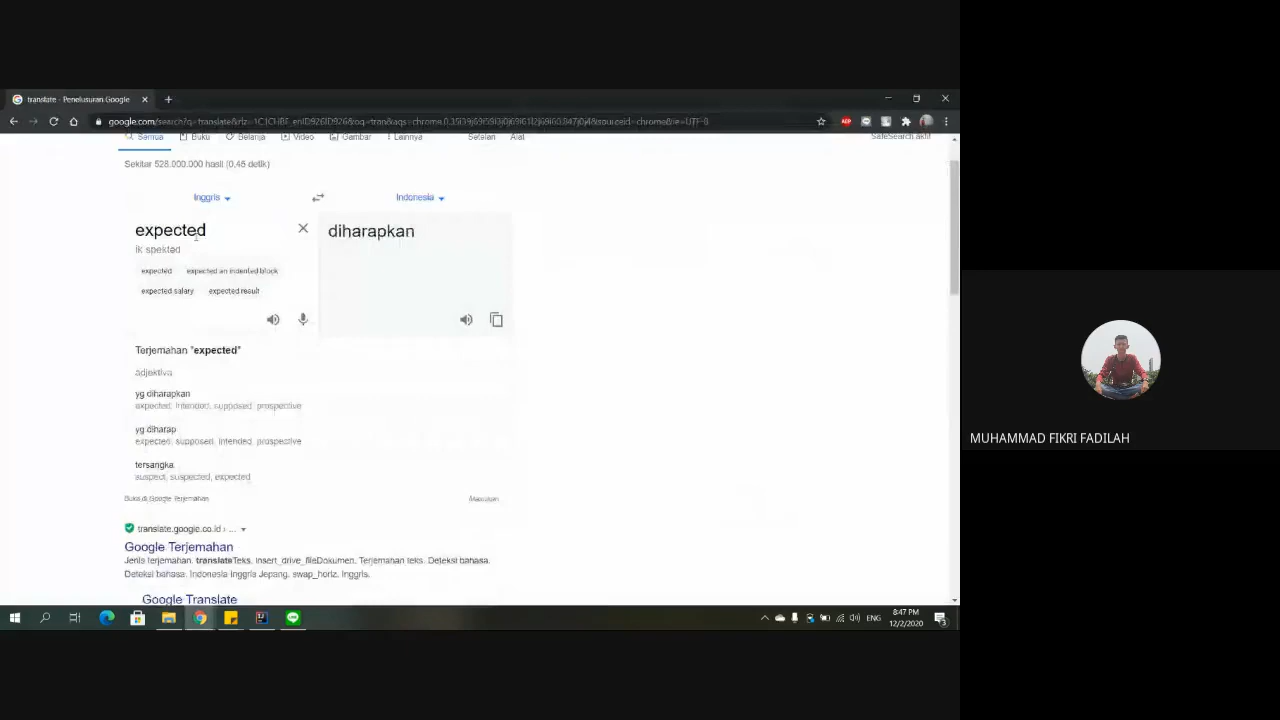 translate - Penelusuran Google
Semua Buku Belanja Video Gambar Lainnya Setelan Alat SafeSearch aktif
Sekitar 528.000.000 hasil (0,46 detik)
Inggris Indonesia
expected diharapkan
ik spektəd
expected expected an indented block
expected salary expected result
Terjemahan "expected"
adjektiva
yg diharapkan
expected, intended, supposed, prospective
yg diharap
expected, supposed, intended, prospective
tersangka
suspect, suspected, expected
Buka di Google Terjemahan Masukan
translate.google.co.id › ...
Google Terjemahan
Jenis terjemahan. translateTeks. insert_drive_fileDokumen. Terjemahan teks. Deteksi bahasa.
Deteksi bahasa. Indonesia Inggris Jepang. swap_horiz. Inggris.
Google Translate
MUHAMMAD FIKRI FADILAH
ENG
8:47 PM
12/2/2020